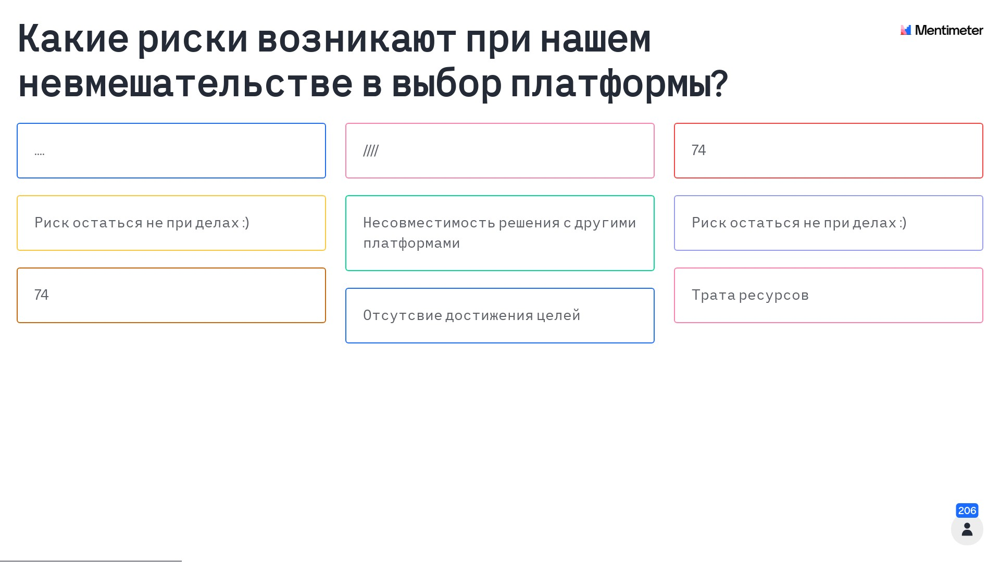 Какие риски возникают при нашем
невмешательстве в выбор платформы?
Mentimeter
....
////
74
Риск остаться не при делах :)
Несовместимость решения с другими
платформами
Риск остаться не при делах :)
74
Отсутсвие достижения целей
Трата ресурсов
206